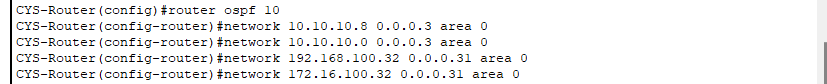 CYS-Router(config)#router ospf 10
CYS-Router(config-router)#network 10.10.10.8 0.0.0.3 area 0
CYS-Router(config-router)#network 10.10.10.0 0.0.0.3 area 0
CYS-Router(config-router)#network 192.168.100.32 0.0.0.31 area 0
CYS-Router(config-router)#network 172.16.100.32 0.0.0.31 area 0